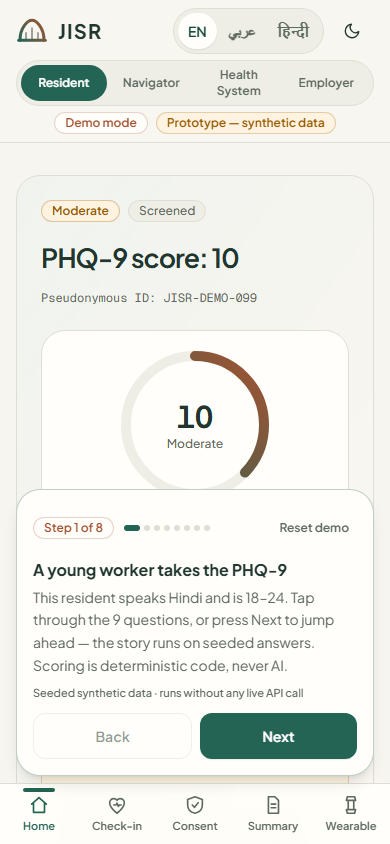 JISR
EN
عربي
हिन्दी
Resident
Navigator
Health
System
Employer
Demo mode
Prototype — synthetic data
Moderate
Screened
PHQ-9 score: 10
Pseudonymous ID: JISR-DEMO-099
10
Moderate
Step 1 of 8
Reset demo
A young worker takes the PHQ-9
This resident speaks Hindi and is 18–24. Tap
through the 9 questions, or press Next to jump
ahead — the story runs on seeded answers.
Scoring is deterministic code, never AI.
Seeded synthetic data · runs without any live API call
Back
Next
Home
Check-in
Consent
Summary
Wearable